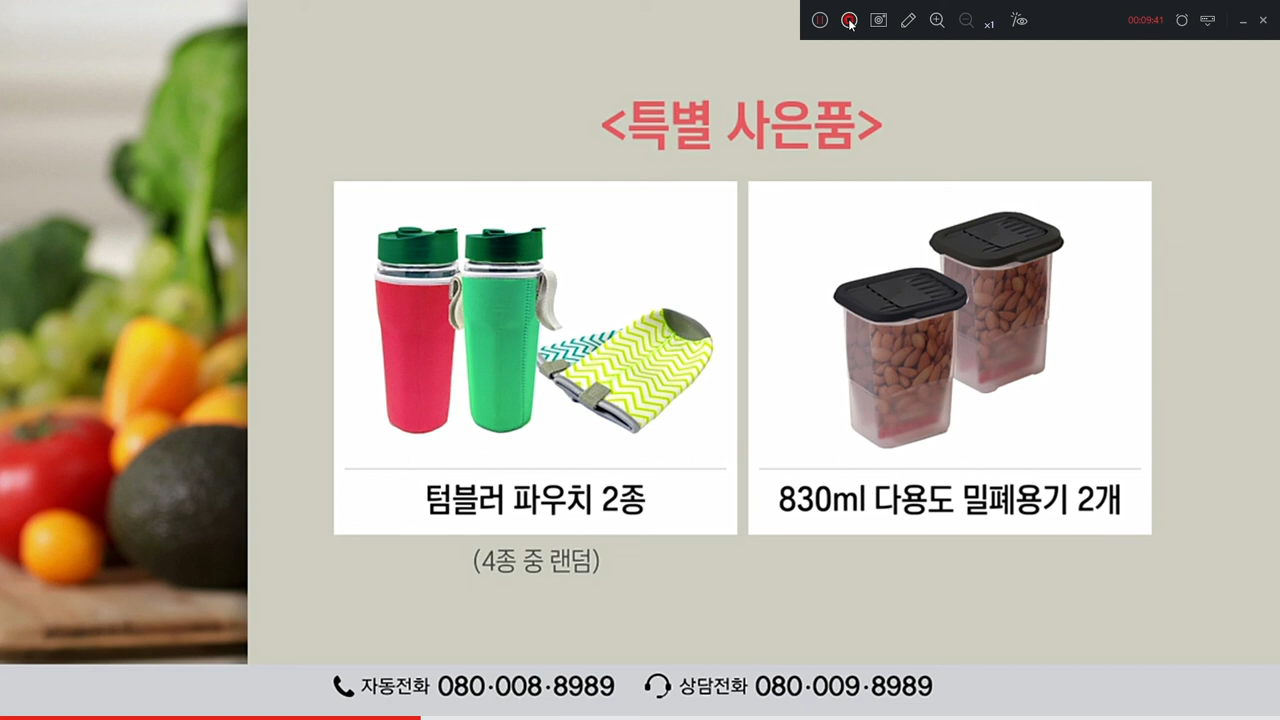 x1
00:09:41
<특별 사은품>
텀블러 파우치 2종
830ml 다용도 밀폐용기 2개
(4종 중 랜덤)
자동전화 080·008·8989
상담전화 080·009·8989